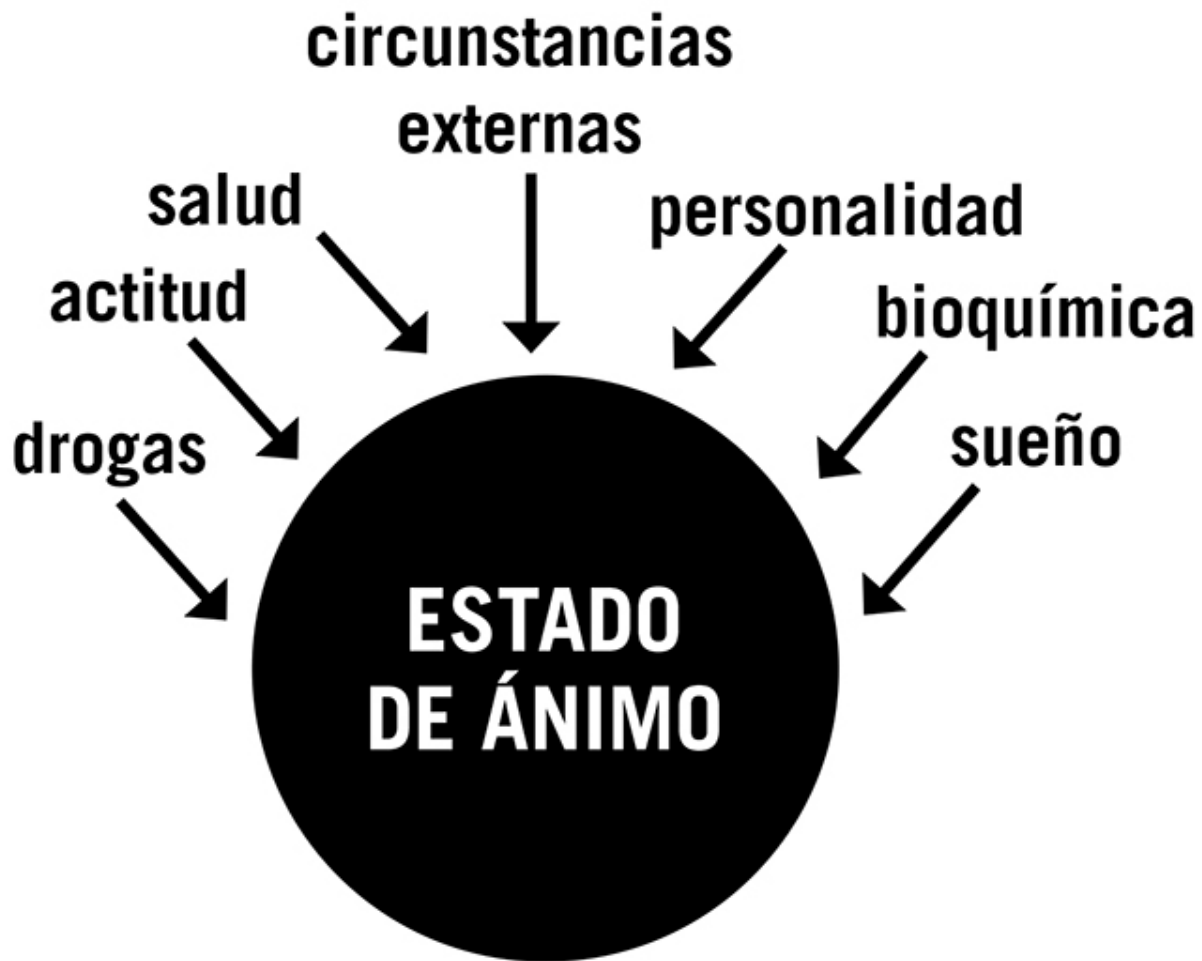 circunstancias
externas
salud
personalidad
actitud
bioquímica
drogas
sueño
ESTADO
DE ÁNIMO